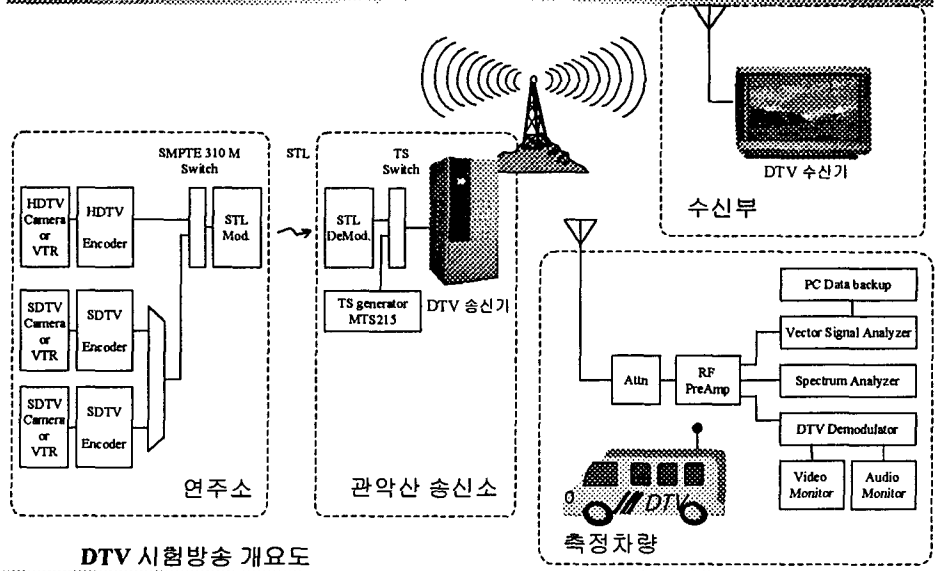 SMPTE 310 M
Switch
HDTV
Camera
or
VTR
HDTV
Encoder
STL
Mod.
SDTV
Camera
or
VTR
SDTV
Encoder
SDTV
Camera
or
VTR
SDTV
Encoder
연주소
STL
TS
Switch
STL
DeMod.
TS generator
MTS215
DTV 송신기
관악산 송신소
DTV 수산기
수신부
Attn
RF
PreAmp
PC Data backup
Vector Signal Analyzer
Spectrum Analyzer
DTV Demodulator
Video
Monitor
Audio
Monitor
DTV
측정차량
DTV 시험방송 개요도